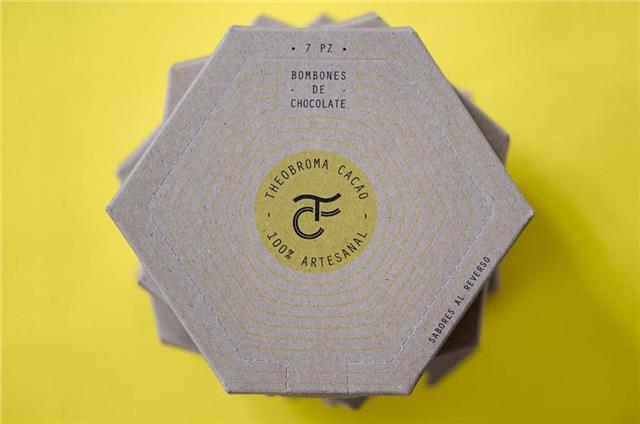 • 7 PZ •
BOMBONES
- DE -
CHOCOLATE
- THEOBROMA CACAO -
TC
100% ARTESANAL
SABORES AL REVERSO